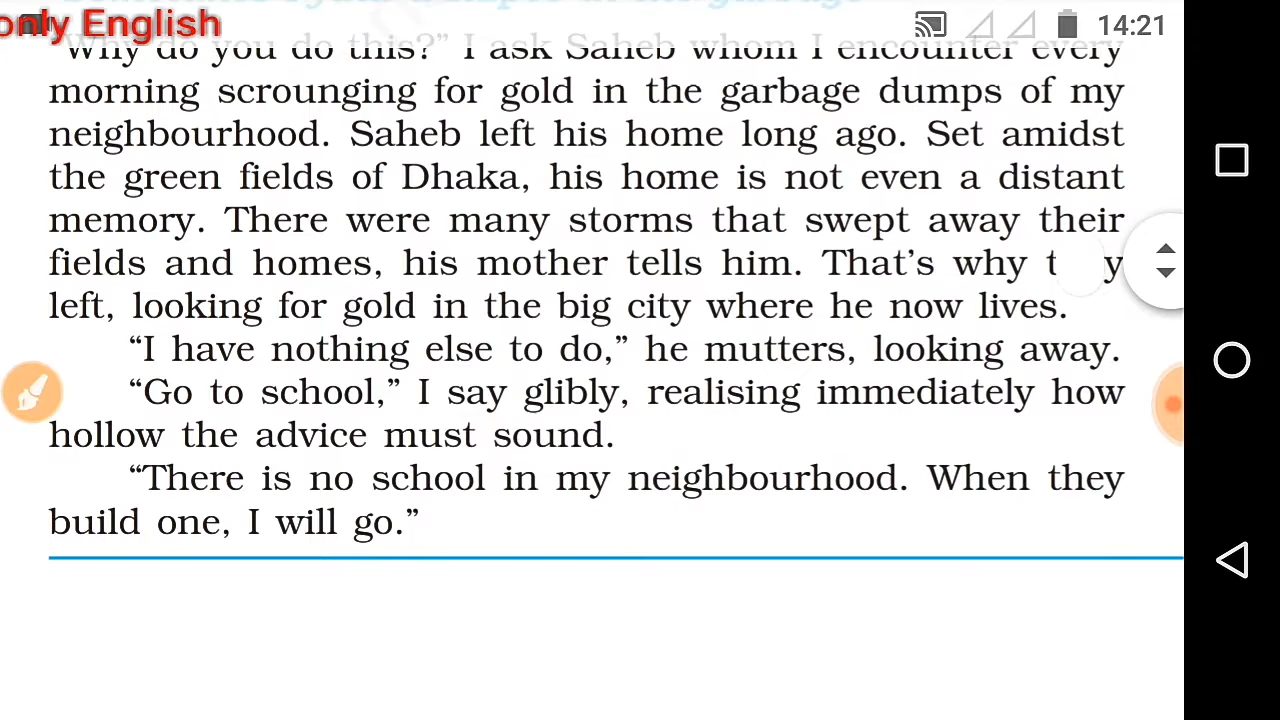 only English
14:21
"Why do you do this?" I ask Saheb whom I encounter every
morning scrounging for gold in the garbage dumps of my
neighbourhood. Saheb left his home long ago. Set amidst
the green fields of Dhaka, his home is not even a distant
memory. There were many storms that swept away their
fields and homes, his mother tells him. That's why
left, looking for gold in the big city where he now lives.
“I have nothing else to do,” he mutters, looking away.
“Go to school,” I say glibly, realising immediately how
hollow the advice must sound.
“There is no school in my neighbourhood. When they
build one, I will go.”